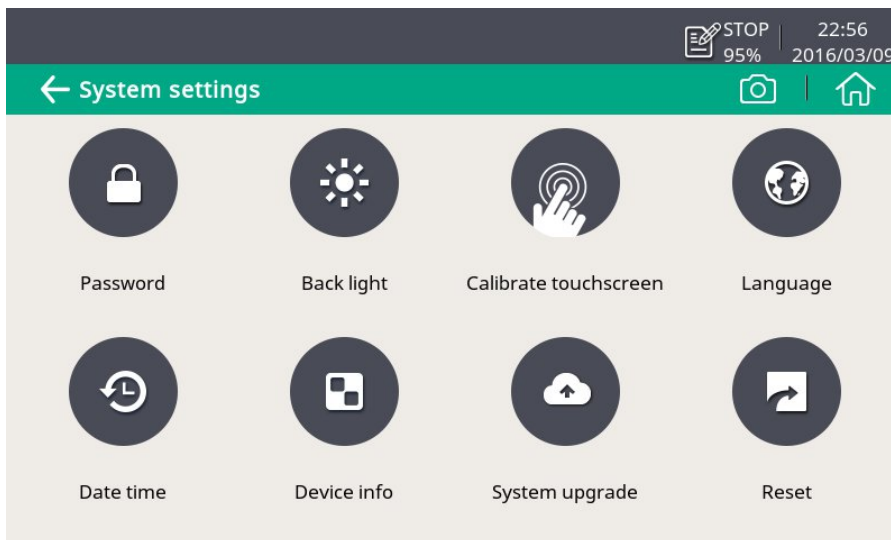 STOP 22:56
95% 2016/03/09
System settings
Password Back light Calibrate touchscreen Language
Date time Device info System upgrade Reset